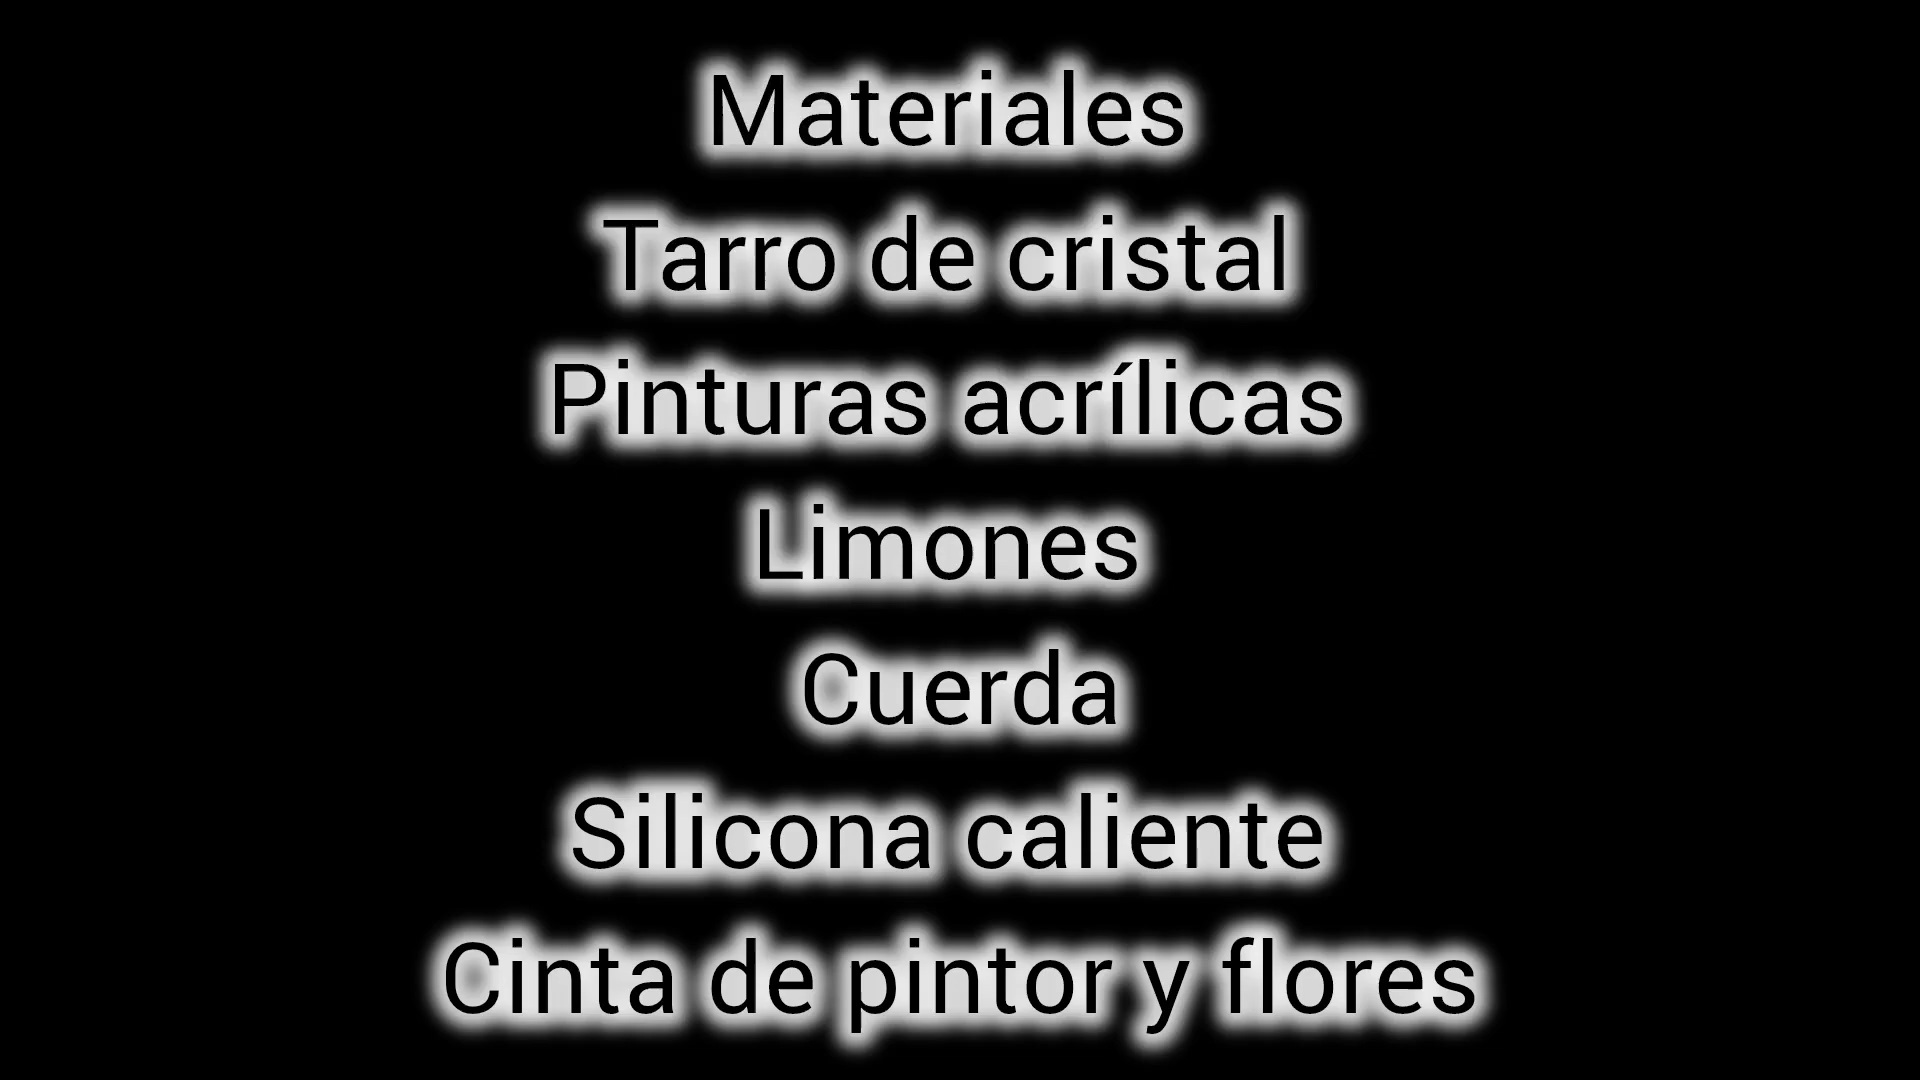 Materiales
Tarro de cristal
Pinturas acrílicas
Limones
Cuerda
Silicona caliente
Cinta de pintor y flores